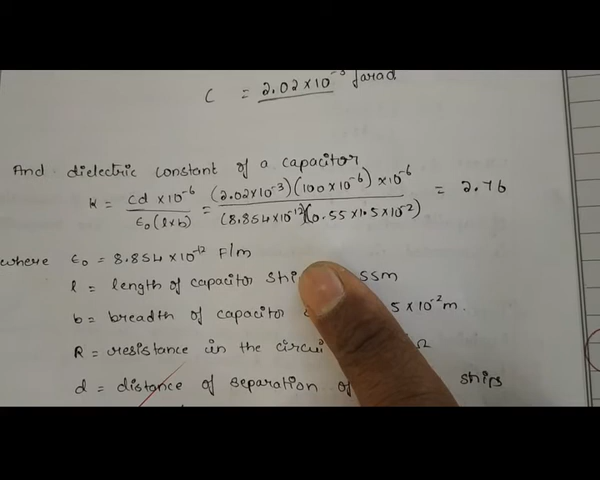 C = 2.02×10⁻³ farad
And dielectric constant of a capacitor
K = cd ×10⁻⁶ / ε₀(l×b) = (2.02×10⁻³)(100×10⁻⁶)×10⁻⁶ / (8.854×10⁻¹²)(0.55×1.5×10⁻²) = 2.76
where ε₀ = 8.854×10⁻¹² F/m
l = length of capacitor 55m
b = breadth of capacitor 5×10⁻²m.
R = resistance in the circui Ω
d = distance of separation of ships